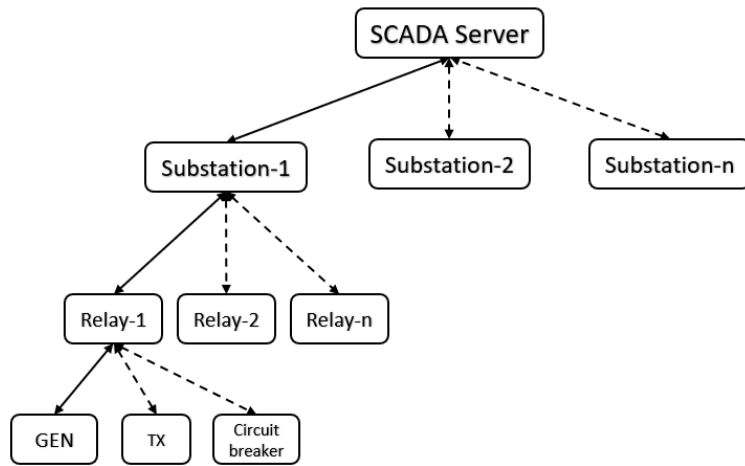 SCADA Server
Substation-1
Substation-2
Substation-n
Relay-1
Relay-2
Relay-n
GEN
TX
Circuit
breaker